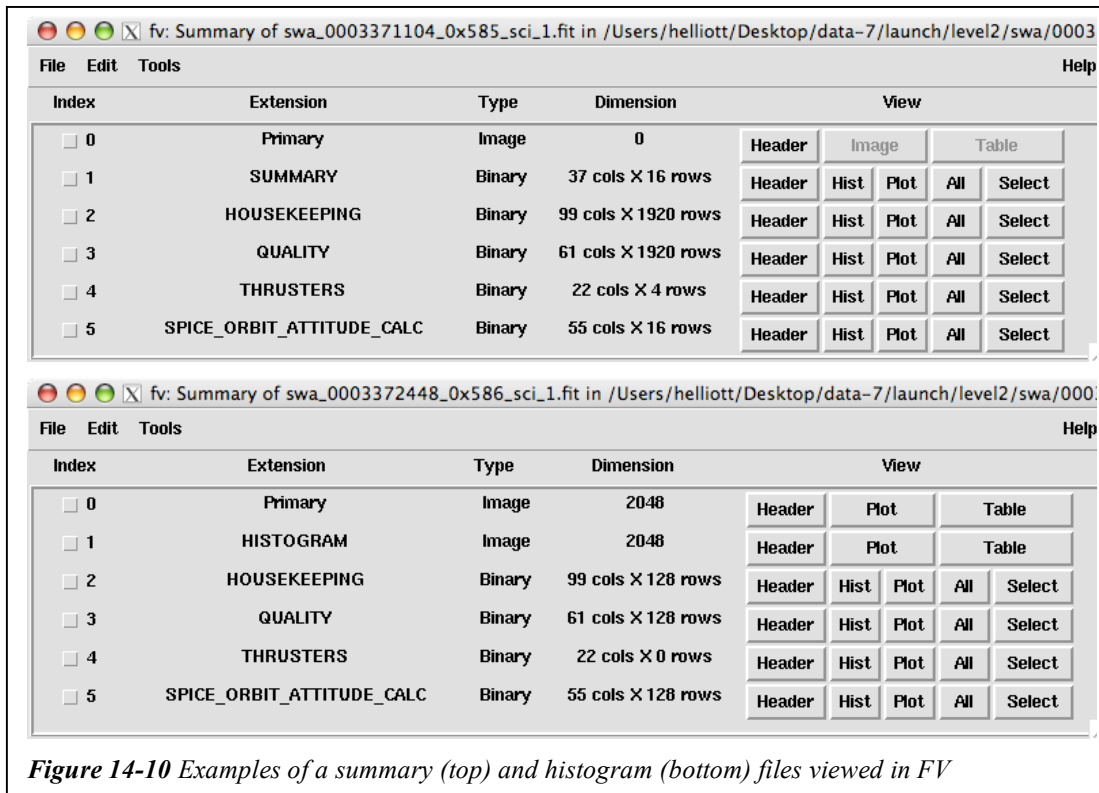 fv: Summary of swa_0003371104_0x585_sci_1.fit in /Users/helliott/Desktop/data-7/launch/level2/swa/0003
File Edit Tools Help
Index Extension Type Dimension View
0 Primary Image 0 Header Image Table
1 SUMMARY Binary 37 cols X 16 rows Header Hist Plot All Select
2 HOUSEKEEPING Binary 99 cols X 1920 rows Header Hist Plot All Select
3 QUALITY Binary 61 cols X 1920 rows Header Hist Plot All Select
4 THRUSTERS Binary 22 cols X 4 rows Header Hist Plot All Select
5 SPICE_ORBIT_ATTITUDE_CALC Binary 55 cols X 16 rows Header Hist Plot All Select
fv: Summary of swa_0003372448_0x586_sci_1.fit in /Users/helliott/Desktop/data-7/launch/level2/swa/000
File Edit Tools Help
Index Extension Type Dimension View
0 Primary Image 2048 Header Plot Table
1 HISTOGRAM Image 2048 Header Plot Table
2 HOUSEKEEPING Binary 99 cols X 128 rows Header Hist Plot All Select
3 QUALITY Binary 61 cols X 128 rows Header Hist Plot All Select
4 THRUSTERS Binary 22 cols X 0 rows Header Hist Plot All Select
5 SPICE_ORBIT_ATTITUDE_CALC Binary 55 cols X 128 rows Header Hist Plot All Select
Figure 14-10 Examples of a summary (top) and histogram (bottom) files viewed in FV